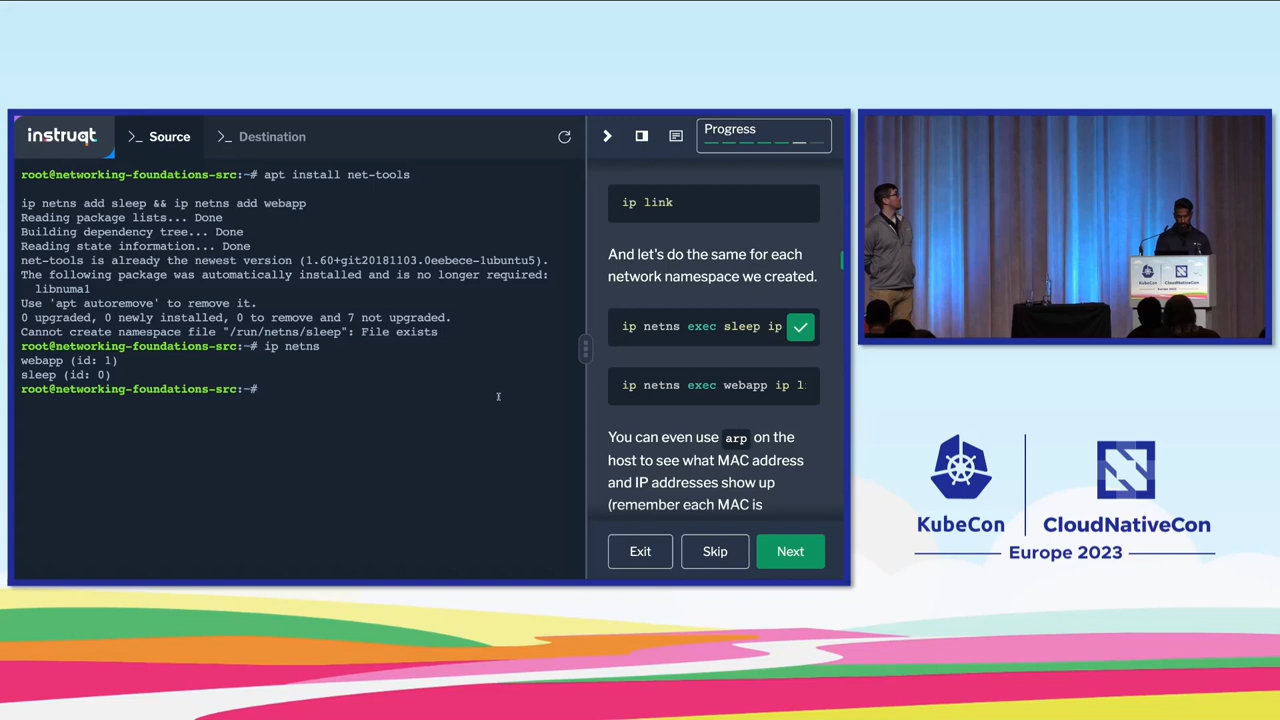 instruqt
>_ Source
>_ Destination
root@networking-foundations-src:~# apt install net-tools
ip netns add sleep && ip netns add webapp
Reading package lists... Done
Building dependency tree... Done
Reading state information... Done
net-tools is already the newest version (1.60+git20181103.0eebece-1ubuntu5).
The following package was automatically installed and is no longer required:
libnuma1
Use 'apt autoremove' to remove it.
0 upgraded, 0 newly installed, 0 to remove and 7 not upgraded.
Cannot create namespace file "/run/netns/sleep": File exists
root@networking-foundations-src:~# ip netns
webapp (id: 1)
sleep (id: 0)
root@networking-foundations-src:~#
Progress
ip link
And let's do the same for each
network namespace we created.
ip netns exec sleep ip
ip netns exec webapp ip l
You can even use arp on the
host to see what MAC address
and IP addresses show up
(remember each MAC is
Exit
Skip
Next
KubeCon
CloudNativeCon
Europe 2023
KubeCon
CloudNativeCon
Europe 2023